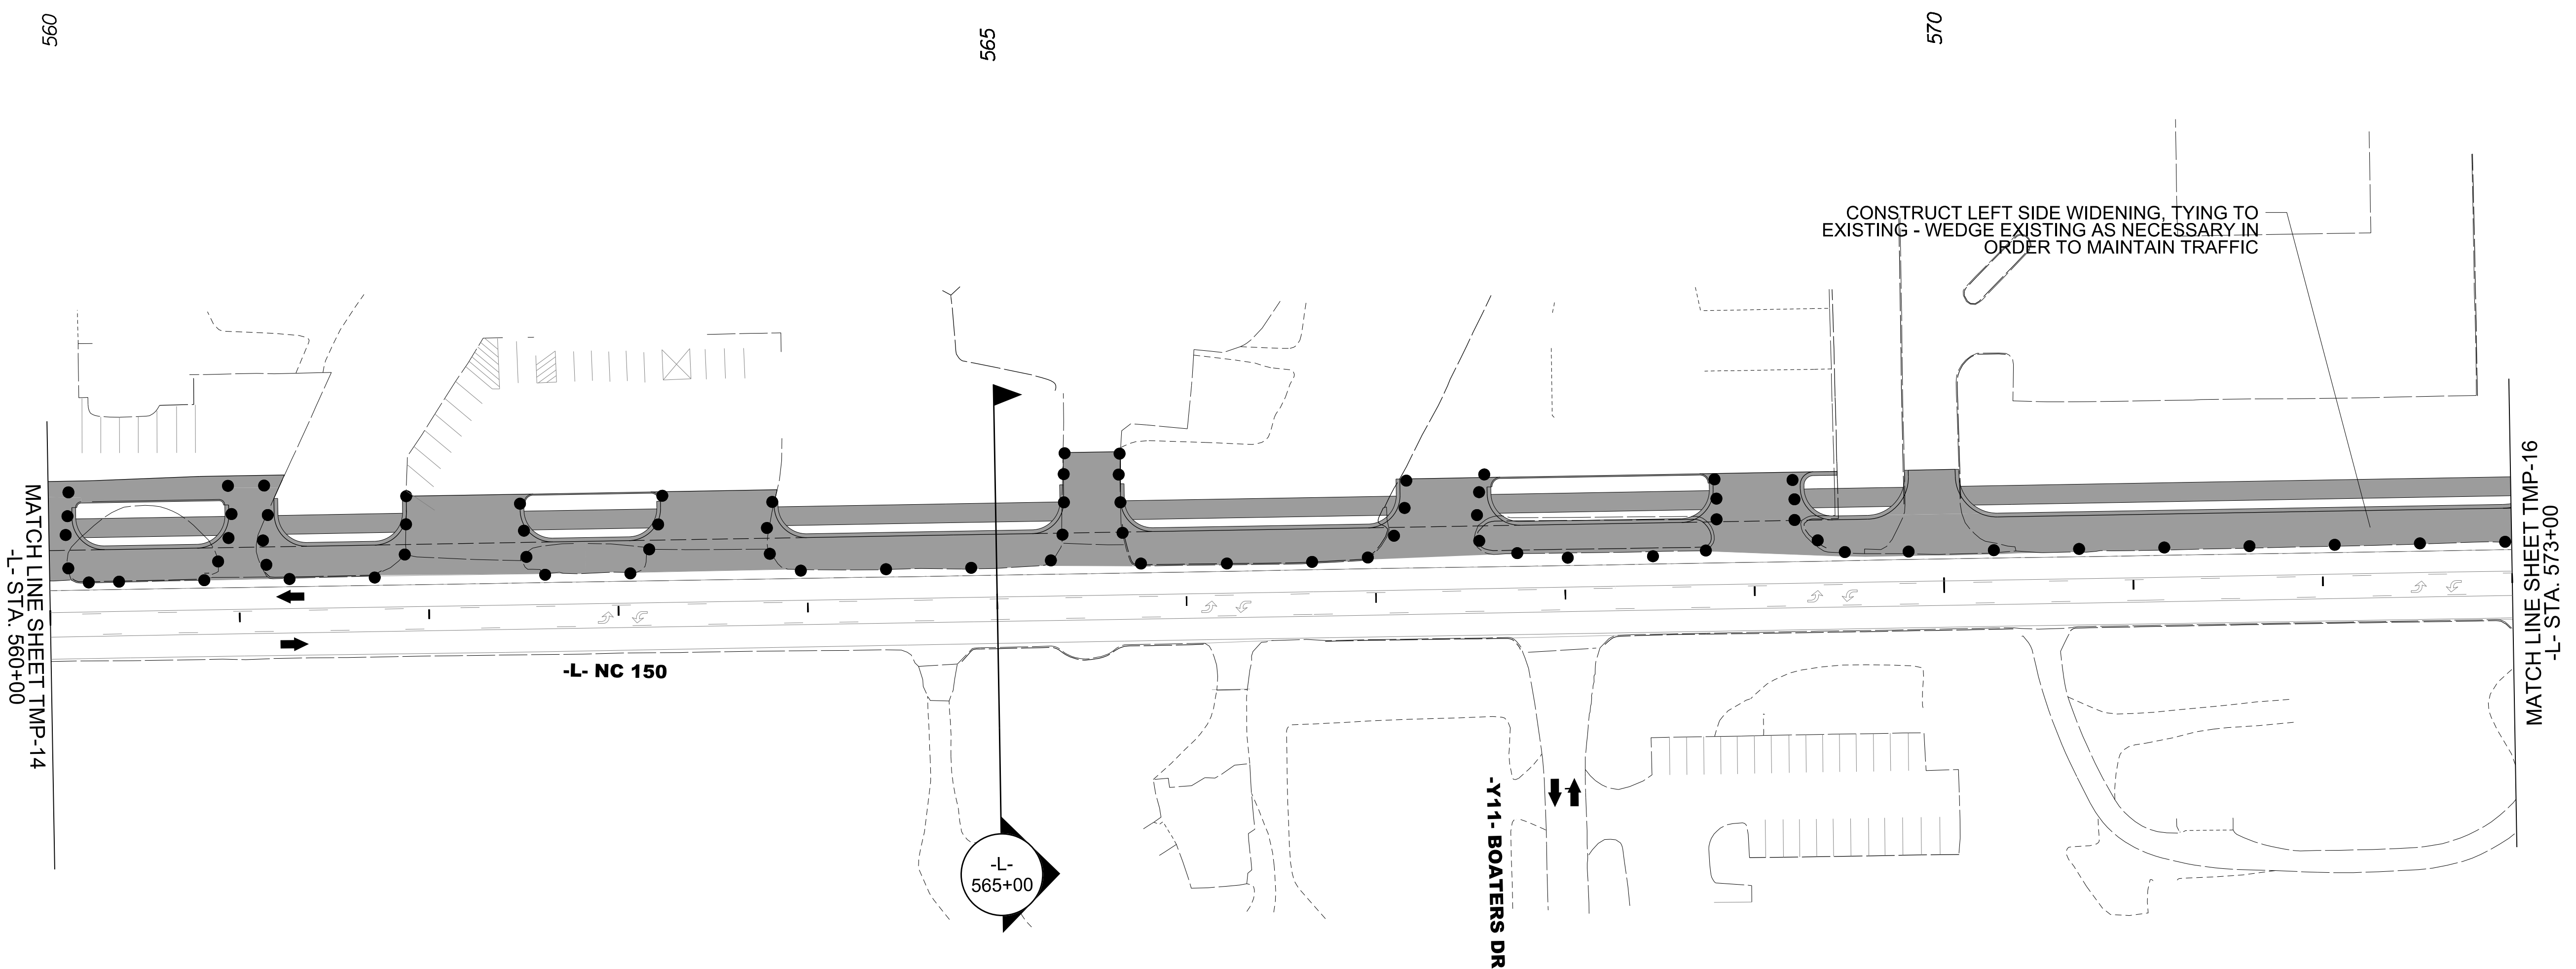 560
565
570
CONSTRUCT LEFT SIDE WIDENING, TYING TO
EXISTING - WEDGE EXISTING AS NECESSARY IN
ORDER TO MAINTAIN TRAFFIC
MATCH LINE SHEET TMP-14
-L- STA. 560+00
MATCH LINE SHEET TMP-16
-L- STA. 573+00
-L- NC 150
-L-
565+00
-Y11- BOATERS DR